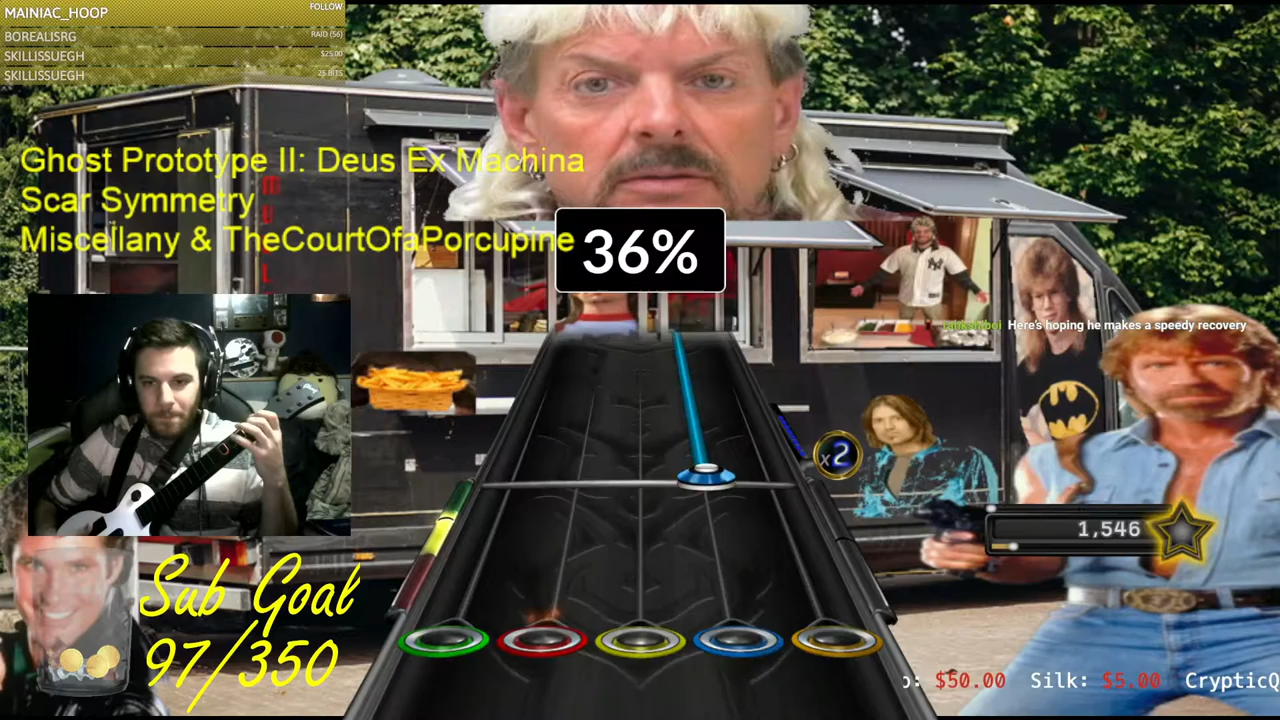 MAINIAC_HOOP FOLLOW
BOREALISRG RAID (56)
SKILLISSUEGH $25.00
SKILLISSUEGH 25 BITS
Ghost Prototype II: Deus Ex Machina
Scar Symmetry
Miscellany & TheCourtOfaPorcupine
36%
Here's hoping he makes a speedy recovery
x2
1,546
Sub Goal
97/350
$50.00 Silk: $5.00 CrypticQ